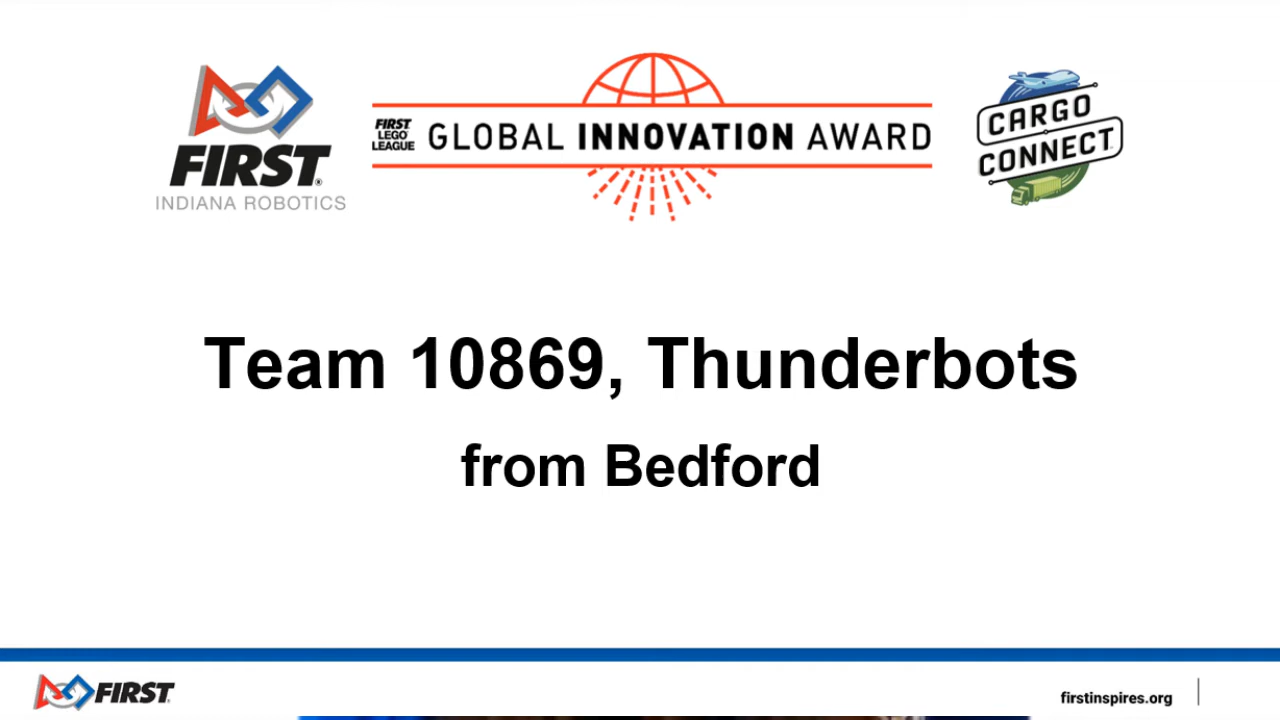 FIRST®
INDIANA ROBOTICS
FIRST
LEGO
LEAGUE
GLOBAL INNOVATION AWARD
CARGO
CONNECT
Team 10869, Thunderbots
from Bedford
FIRST
firstinspires.org